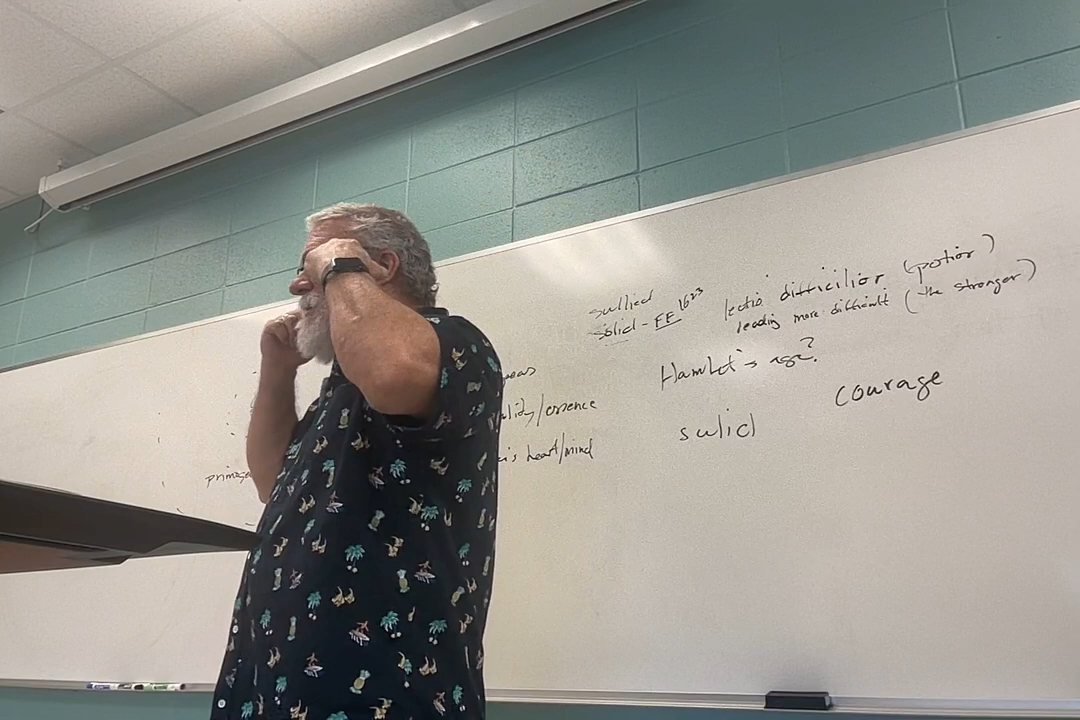 sullied
solid - FF 1623
lectio difficilior (potior)
leading more difficult (the stronger)
Hamlet's age?
courage
solid
/essence
heart/mind